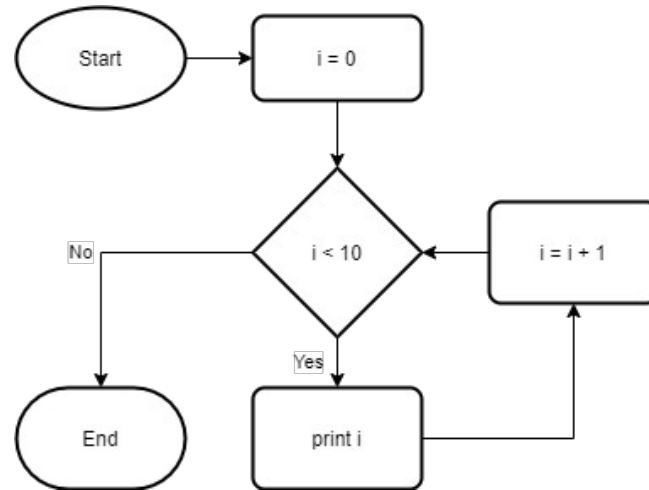 Start
i = 0
No
i < 10
i = i + 1
Yes
End
print i